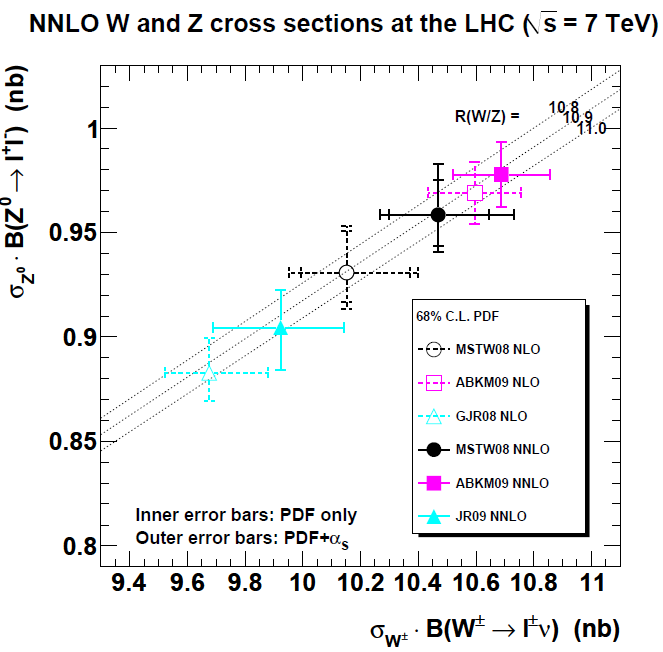 NNLO W and Z cross sections at the LHC (√s = 7 TeV)
σ_Z⁰ · B(Z⁰ → l⁺l⁻) (nb)
1
0.95
0.9
0.85
0.8
R(W/Z) = 10.8
10.9
11.0
68% C.L. PDF
MSTW08 NLO
ABKM09 NLO
GJR08 NLO
MSTW08 NNLO
ABKM09 NNLO
JR09 NNLO
Inner error bars: PDF only
Outer error bars: PDF+α_S
9.4 9.6 9.8 10 10.2 10.4 10.6 10.8 11
σ_W± · B(W± → l±ν) (nb)